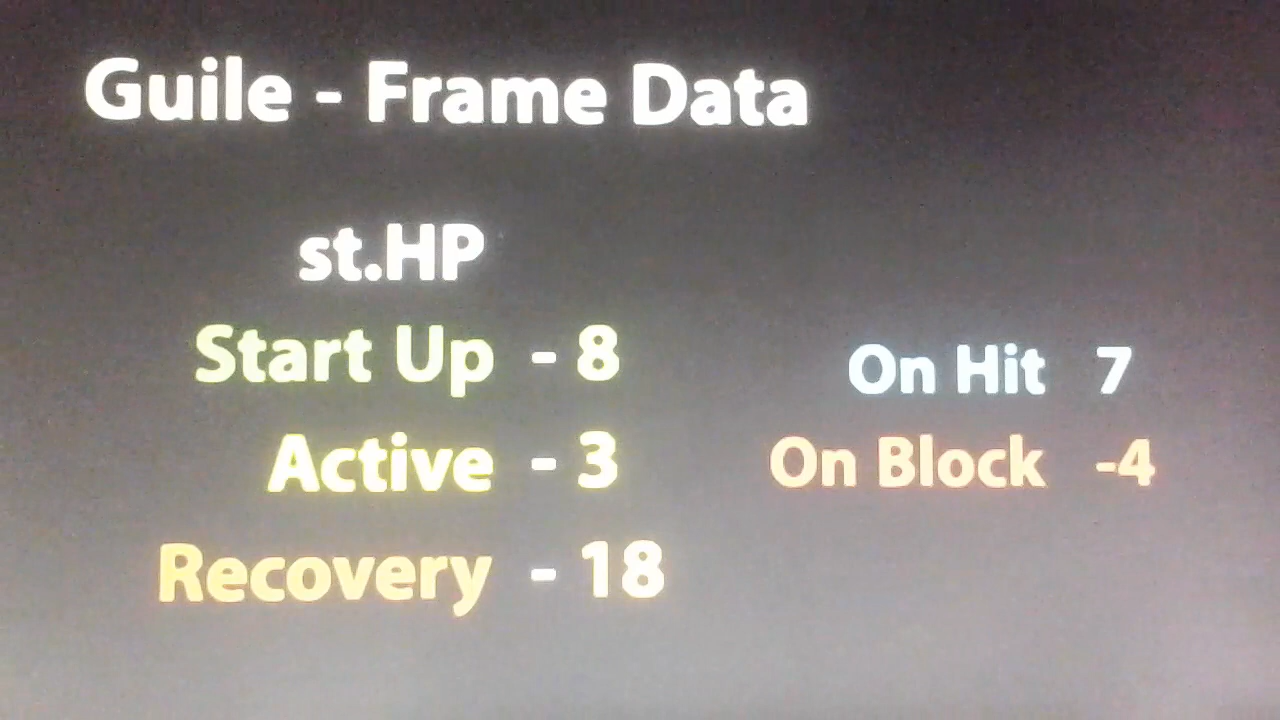 Guile - Frame Data
st.HP
Start Up - 8
On Hit 7
Active - 3
On Block -4
Recovery - 18